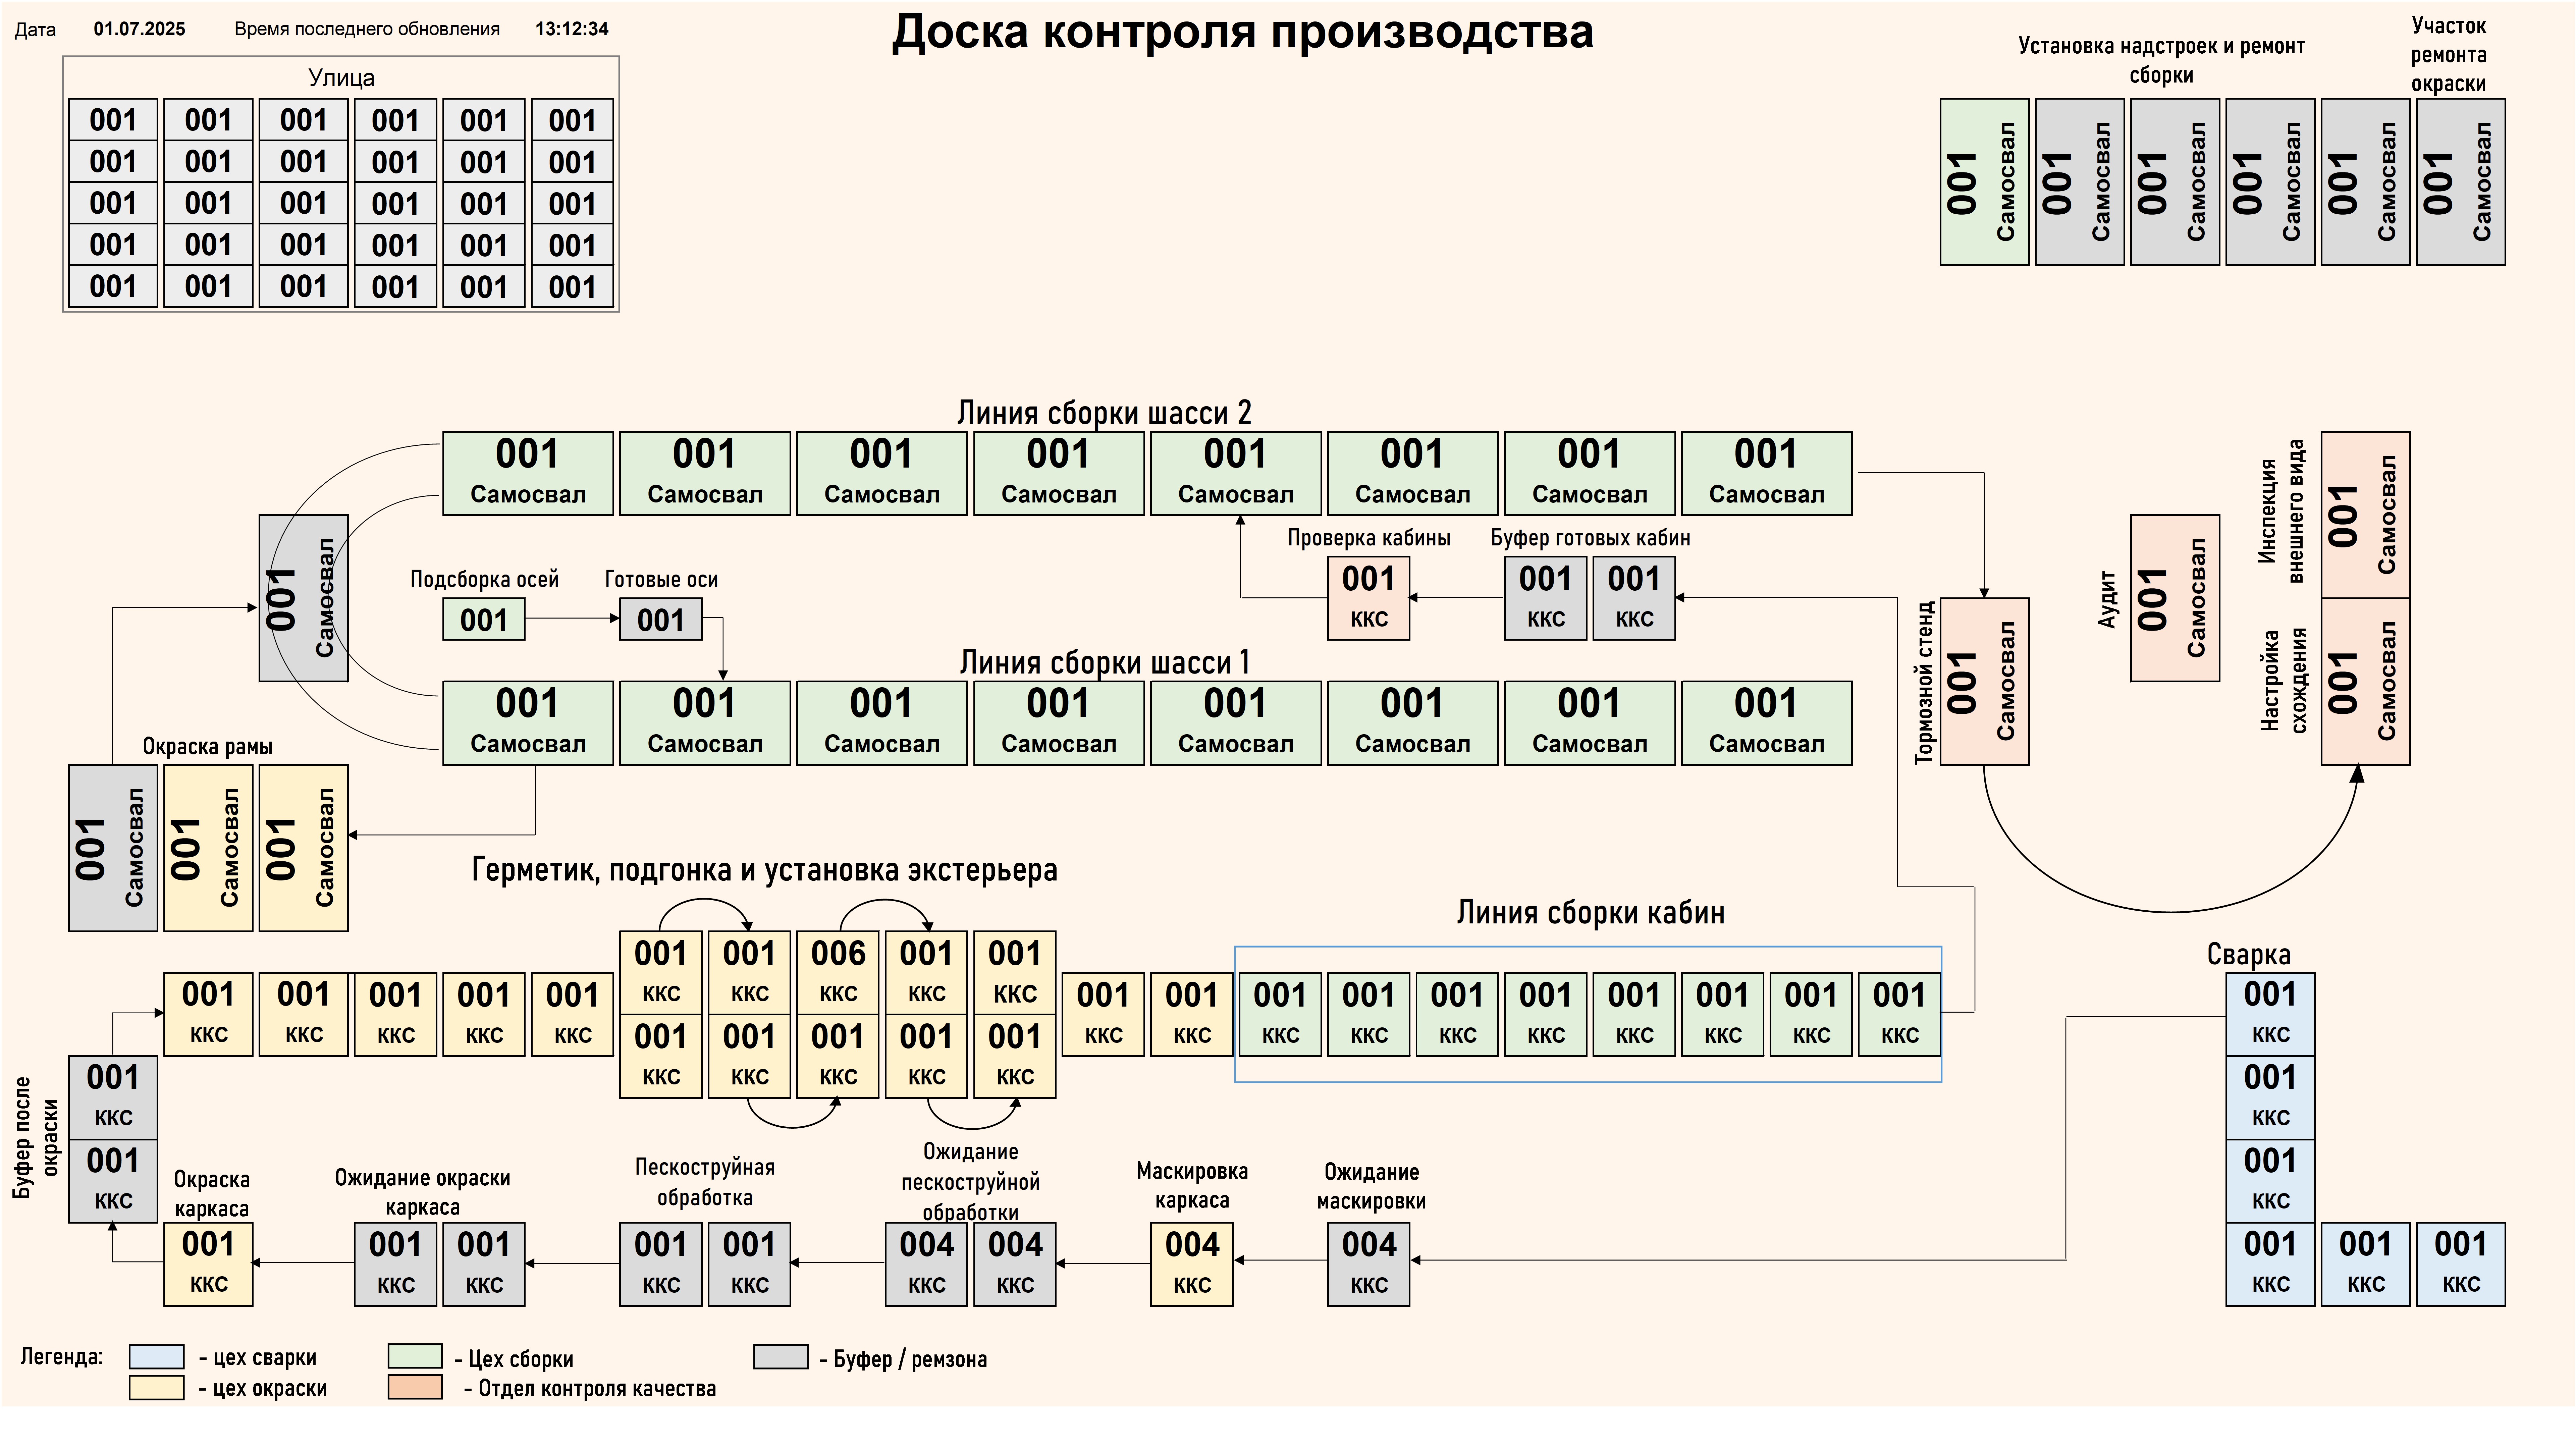 Дата 01.07.2025 Время последнего обновления 13:12:34
Доска контроля производства
Улица
001 001 001 001 001 001
001 001 001 001 001 001
001 001 001 001 001 001
001 001 001 001 001 001
001 001 001 001 001 001
Установка надстроек и ремонт
сборки
Участок
ремонта
окраски
001 001 001 001 001 001
Самосвал Самосвал Самосвал Самосвал Самосвал Самосвал
Линия сборки шасси 2
001 001 001 001 001 001 001 001
Самосвал Самосвал Самосвал Самосвал Самосвал Самосвал Самосвал Самосвал
001
Самосвал
Подсборка осей
001
Готовые оси
001
Проверка кабины
001
ККС
Буфер готовых кабин
001 001
ККС ККС
Линия сборки шасси 1
001 001 001 001 001 001 001 001
Самосвал Самосвал Самосвал Самосвал Самосвал Самосвал Самосвал Самосвал
Тормозной стенд
001
Самосвал
Аудит
001
Самосвал
Инспекция
внешнего вида
001
Самосвал
Настройка
схождения
001
Самосвал
Окраска рамы
001 001 001
Самосвал Самосвал Самосвал
Герметик, подгонка и установка экстерьера
001 001 006 001 001
ККС ККС ККС ККС ККС
001 001 001 001 001
ККС ККС ККС ККС ККС
001 001 001 001 001
ККС ККС ККС ККС ККС
001 001
ККС ККС
Линия сборки кабин
001 001 001 001 001 001 001 001
ККС ККС ККС ККС ККС ККС ККС ККС
Сварка
001
ККС
001
ККС
001
ККС
001 001 001
ККС ККС ККС
Буфер после
окраски
001
ККС
001
ККС
Окраска
каркаса
001
ККС
Ожидание окраски
каркаса
001 001
ККС ККС
Пескоструйная
обработка
001 001
ККС ККС
Ожидание
пескоструйной
обработки
004 004
ККС ККС
Маскировка
каркаса
004
ККС
Ожидание
маскировки
004
ККС
Легенда:
- цех сварки
- Цех сборки
- Буфер / ремзона
- цех окраски
- Отдел контроля качества